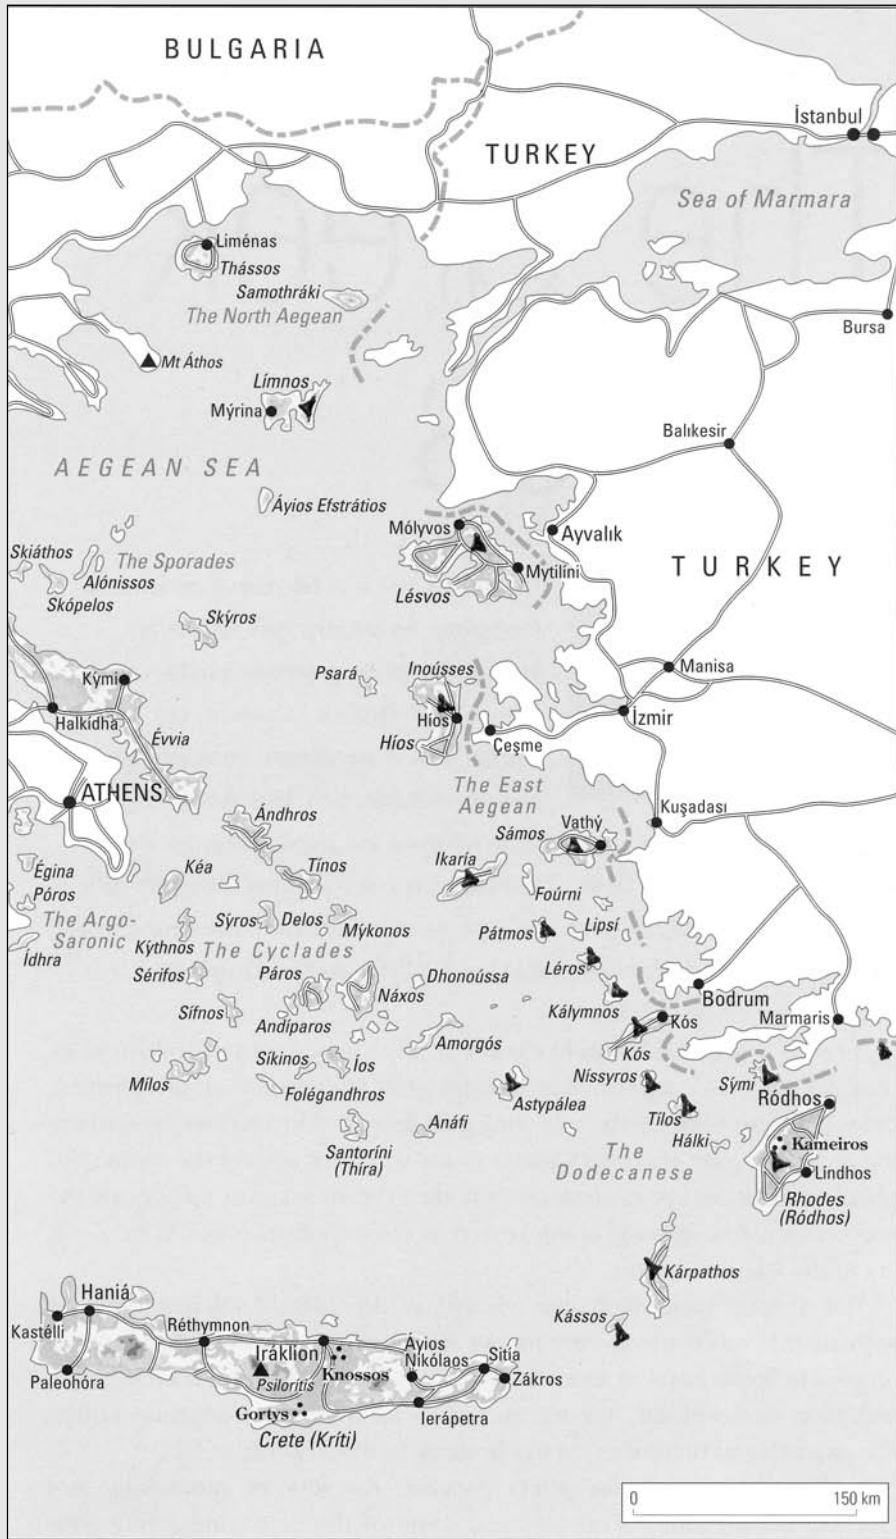 BULGARIA
İstanbul
TURKEY
Sea of Marmara
Liménas
Thássos
Samothráki
The North Aegean
Bursa
Mt Áthos
Límnos
Mýrina
Balıkesir
AEGEAN SEA
Áyios Efstrátios
Mólyvos
Ayvalık
Skiáthos
The Sporades
Alónissos
Skópelos
Mytilíni
TURKEY
Lésvos
Skýros
Kými
Psará
Inoússes
Manisa
Halkídha
Híos
İzmir
Évvia
Híos
Çeşme
ATHENS
The East
Aegean
Kuşadası
Ándhros
Vathý
Sámos
Égina
Kéa
Tínos
Ikaría
Foúrni
Póros
The Argo-
Saronic
Sýros
Delos
Mýkonos
Pátmos
Lipsí
Ídhra
Kýthnos
The Cyclades
Sérifos
Páros
Dhonoússa
Léros
Náxos
Bodrum
Sífnos
Andíparos
Kálymnos
Kós
Marmaris
Amorgós
Kós
Síkinos
Íos
Mílos
Folégandhros
Astypálea
Níssyros
Sými
Ródhos
Tílos
Anáfi
Hálki
Santoríni
(Thíra)
The
Dodecanese
Kameiros
Líndhos
Rhodes
(Ródhos)
Kárpathos
Haniá
Kássos
Kastélli
Réthymnon
Iráklion
Áyios
Nikólaos
Sitía
Paleohóra
Psilorítis
Knossos
Zákros
Gortys
Ierápetra
Crete (Kríti)
0 150 km